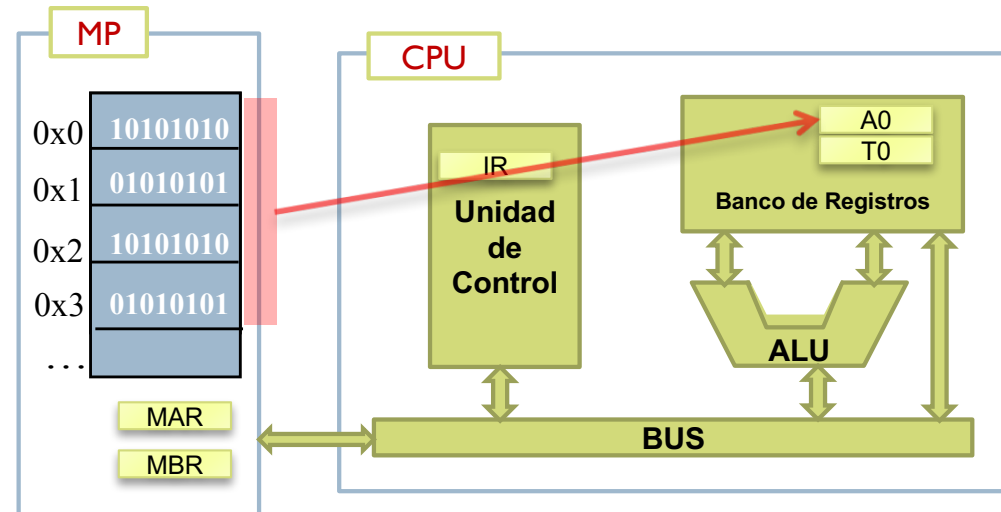 MP
CPU
0x0 10101010
0x1 01010101
0x2 10101010
0x3 01010101
...
MAR
MBR
IR
Unidad
de
Control
A0
T0
Banco de Registros
ALU
BUS